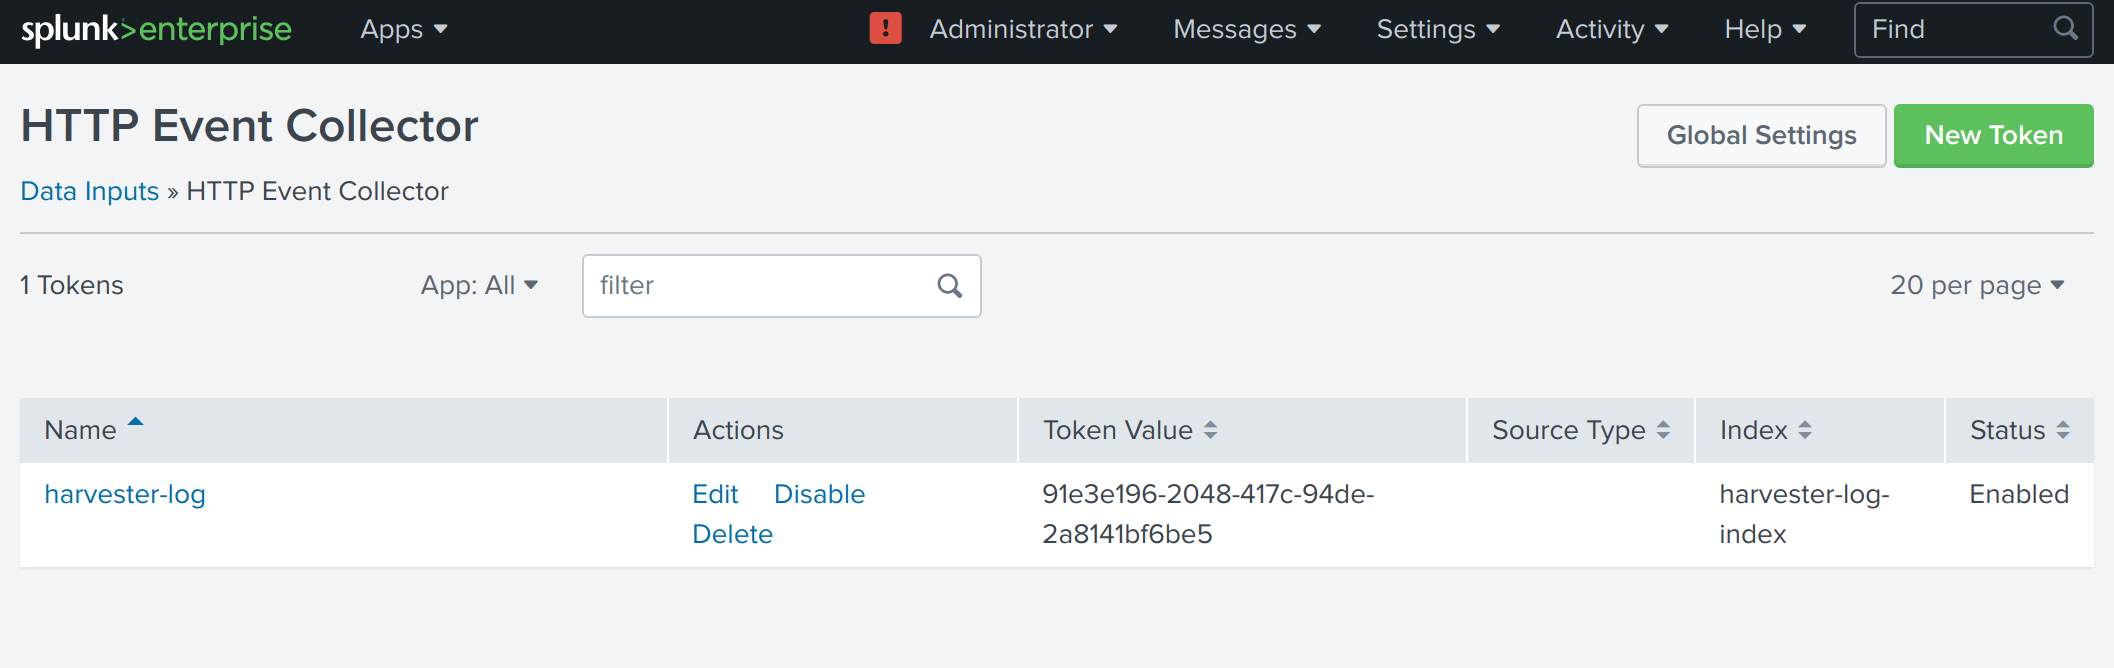 splunk>enterprise Apps ! Administrator Messages Settings Activity Help Find
HTTP Event Collector
Global Settings New Token
Data Inputs » HTTP Event Collector
1 Tokens App: All filter 20 per page
Name Actions Token Value Source Type Index Status
harvester-log Edit Disable 91e3e196-2048-417c-94de- harvester-log- Enabled
Delete 2a8141bf6be5 index